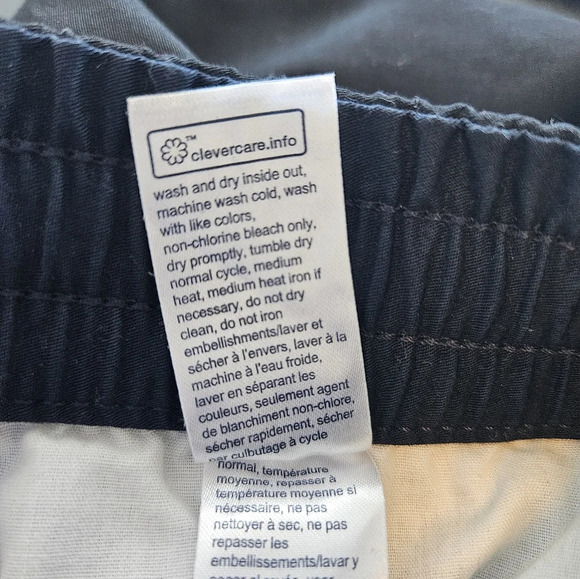 ™
clevercare.info
wash and dry inside out,
machine wash cold, wash
with like colors,
non-chlorine bleach only,
dry promptly, tumble dry
normal cycle, medium
heat, medium heat iron if
necessary, do not dry
clean, do not iron
embellishments/laver et
sécher à l'envers, laver à la
machine à l'eau froide,
laver en séparant les
couleurs, seulement agent
de blanchiment non-chlore,
sécher rapidement, sécher
par culbutage à cycle
normal, température
moyenne, repasser à
température moyenne si
nécessaire, ne pas
nettoyer à sec, ne pas
repasser les
embellissements/lavar y